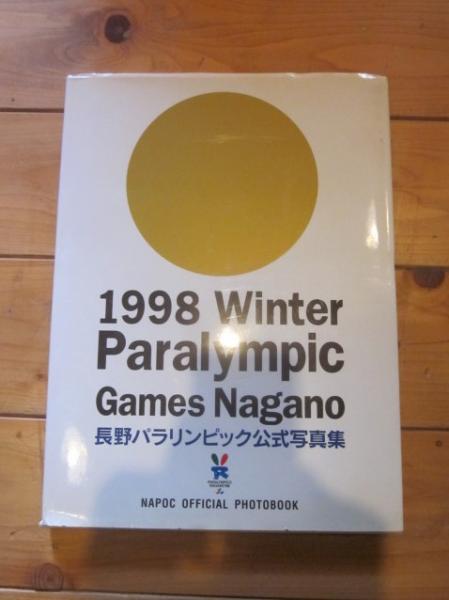 1998 Winter
Paralympic
Games Nagano
長野パラリンピック公式写真集
NAPOC OFFICIAL PHOTOBOOK